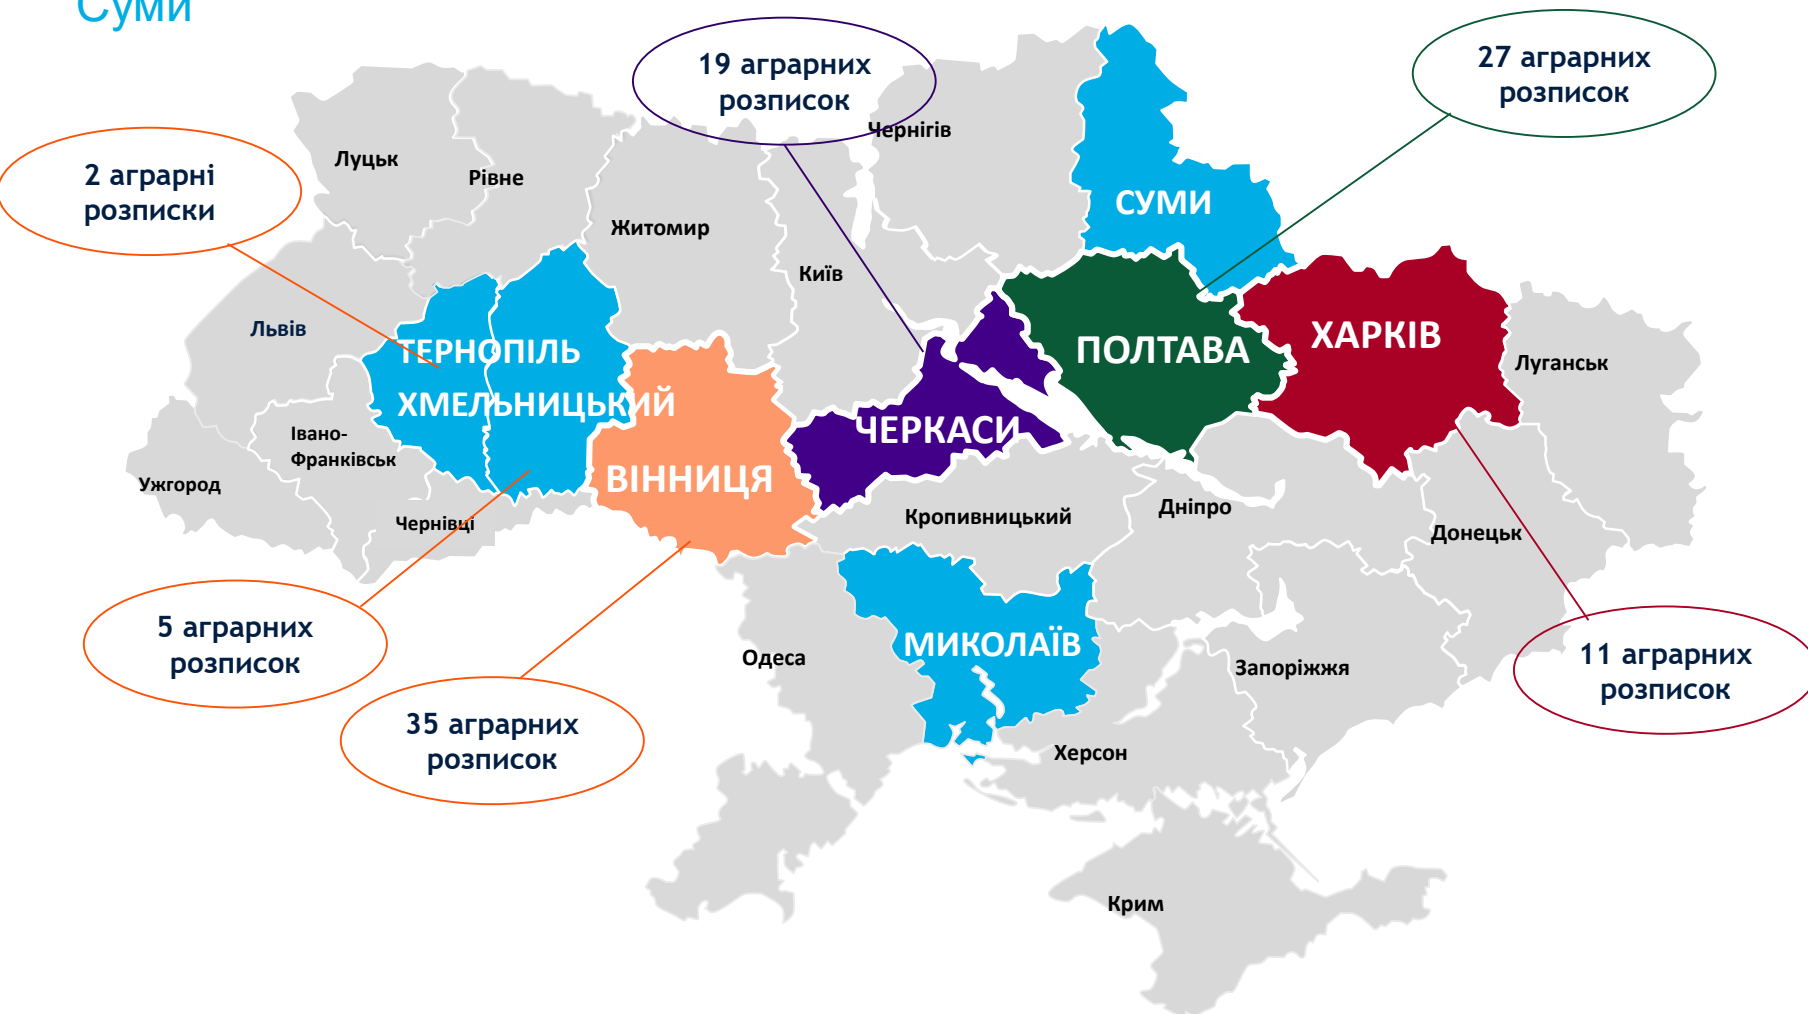 Суми
19 аграрних
розписок
27 аграрних
розписок
Чернігів
2 аграрні
розписки
Луцьк
Рівне
СУМИ
Житомир
Київ
Львів
ТЕРНОПІЛЬ
ПОЛТАВА
ХАРКІВ
Луганськ
ХМЕЛЬНИЦЬКИЙ
ЧЕРКАСИ
Івано-
Франківськ
ВІННИЦЯ
Ужгород
Чернівці
Кропивницький
Дніпро
Донецьк
5 аграрних
розписок
МИКОЛАЇВ
Одеса
Запоріжжя
11 аграрних
розписок
35 аграрних
розписок
Херсон
Крим